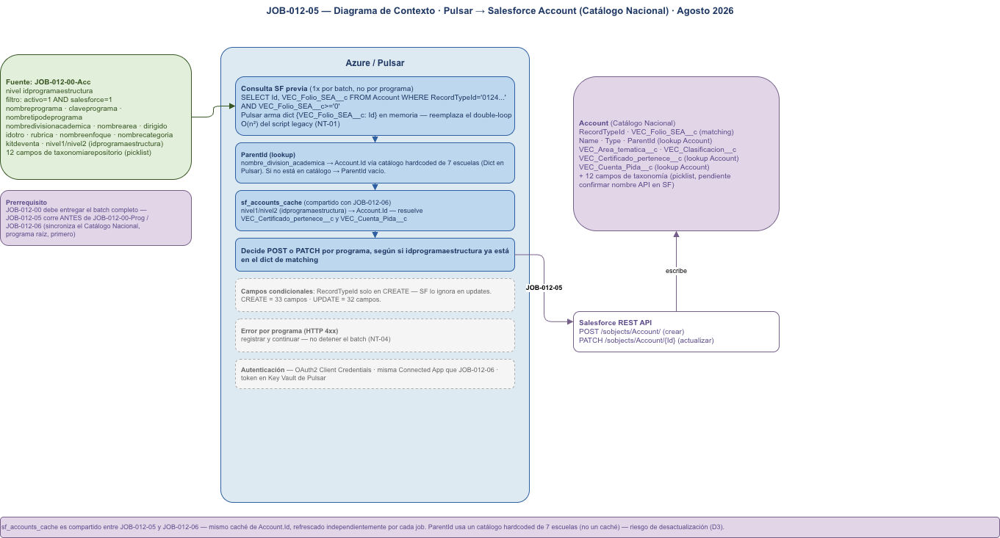 JOB-012-05 — Diagrama de Contexto · Pulsar → Salesforce Account (Catálogo Nacional) · Agosto 2026
Fuente: JOB-012-00-Acc
nivel idprogramaestructura
filtro: activo=1 AND salesforce=1
nombreprograma · claveprograma ·
nombretipodeprograma
nombredivisionacademica · nombrearea · dirigido
idotro · rubrica · nombreenfoque · nombrecategoria
kitdeventa · nivel1/nivel2 (idprogramaestructura)
12 campos de taxonomiarepositorio (picklist)
Prerrequisito
JOB-012-00 debe entregar el batch completo —
JOB-012-05 corre ANTES de JOB-012-00-Prog /
JOB-012-06 (sincroniza el Catálogo Nacional,
programa raíz, primero)
Azure / Pulsar
Consulta SF previa (1x por batch, no por programa)
SELECT Id, VEC_Folio_SEA__c FROM Account WHERE RecordTypeId='0124...'
AND VEC_Folio_SEA__c>='0'
Pulsar arma dict {VEC_Folio_SEA__c: Id} en memoria — reemplaza el double-loop
O(n²) del script legacy (NT-01)
ParentId (lookup)
nombre_division_academica → Account.Id vía catálogo hardcoded de 7 escuelas (Dict en
Pulsar). Si no está en catálogo → ParentId vacío.
sf_accounts_cache (compartido con JOB-012-06)
nivel1/nivel2 (idprogramaestructura) → Account.Id — resuelve
VEC_Certificado_pertenece__c y VEC_Cuenta_Pida__c
Decide POST o PATCH por programa, según si idprogramaestructura ya está
en el dict de matching
Campos condicionales: RecordTypeId solo en CREATE — SF lo ignora en updates.
CREATE = 33 campos · UPDATE = 32 campos.
Error por programa (HTTP 4xx)
registrar y continuar — no detener el batch (NT-04)
Autenticación — OAuth2 Client Credentials · misma Connected App que JOB-012-06 ·
token en Key Vault de Pulsar
JOB-012-05
Account (Catálogo Nacional)
RecordTypeId · VEC_Folio_SEA__c (matching)
Name · Type · ParentId (lookup Account)
VEC_Area_tematica__c · VEC_Clasificacion__c
VEC_Certificado_pertenece__c (lookup Account)
VEC_Cuenta_Pida__c (lookup Account)
+ 12 campos de taxonomía (picklist, pendiente
confirmar nombre API en SF)
escribe
Salesforce REST API
POST /sobjects/Account/ (crear)
PATCH /sobjects/Account/{Id} (actualizar)
sf_accounts_cache es compartido entre JOB-012-05 y JOB-012-06 — mismo caché de Account.Id, refrescado independientemente por cada job. ParentId usa un catálogo hardcoded de 7 escuelas (no un caché) — riesgo de desactualización (D3).